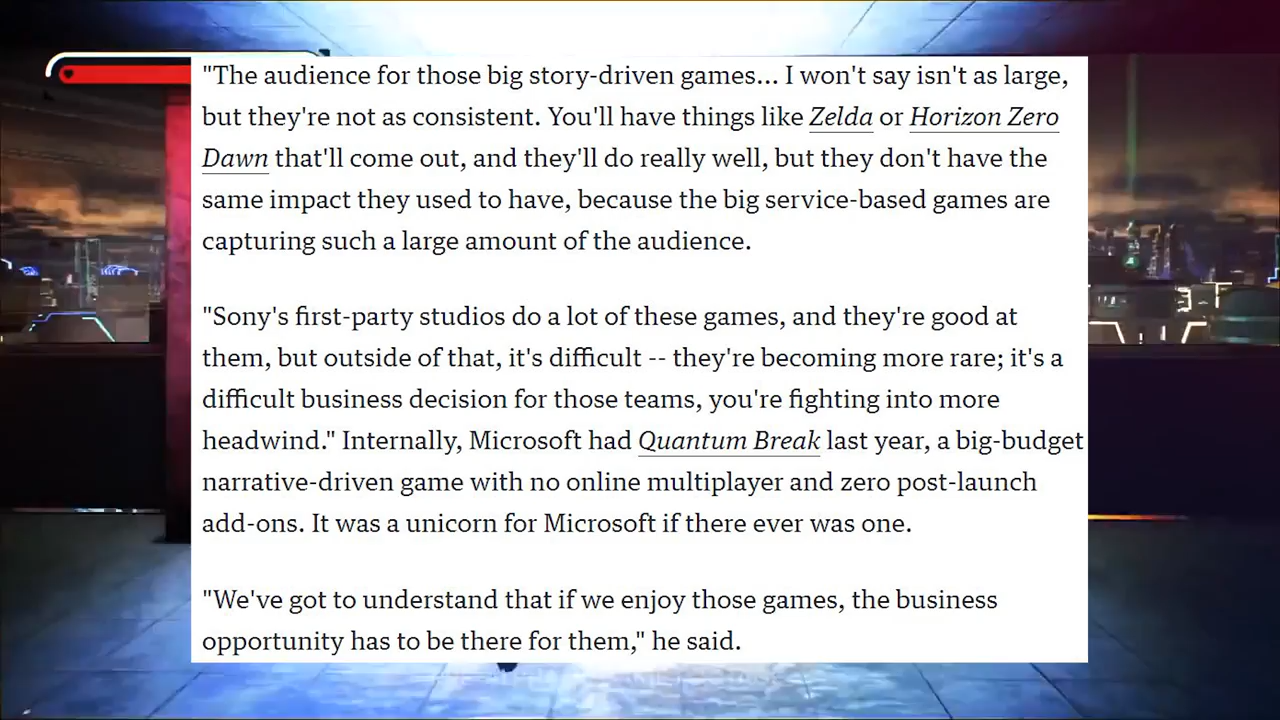 "The audience for those big story-driven games... I won't say isn't as large,
but they're not as consistent. You'll have things like Zelda or Horizon Zero
Dawn that'll come out, and they'll do really well, but they don't have the
same impact they used to have, because the big service-based games are
capturing such a large amount of the audience.
"Sony's first-party studios do a lot of these games, and they're good at
them, but outside of that, it's difficult -- they're becoming more rare; it's a
difficult business decision for those teams, you're fighting into more
headwind." Internally, Microsoft had Quantum Break last year, a big-budget
narrative-driven game with no online multiplayer and zero post-launch
add-ons. It was a unicorn for Microsoft if there ever was one.
"We've got to understand that if we enjoy those games, the business
opportunity has to be there for them," he said.